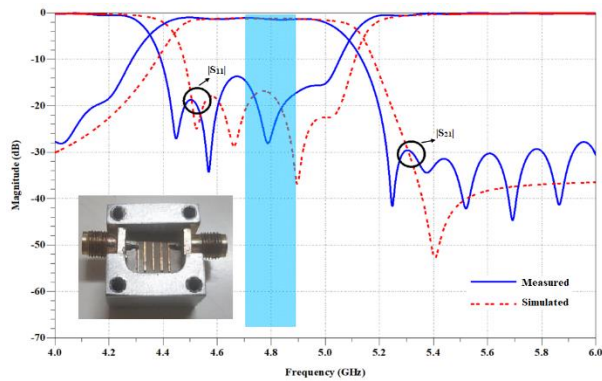 0
-10
-20
-30
-40
-50
-60
-70
Magnitude (dB)
|S11|
|S21|
Measured
Simulated
4.0 4.2 4.4 4.6 4.8 5.0 5.2 5.4 5.6 5.8 6.0
Frequency (GHz)